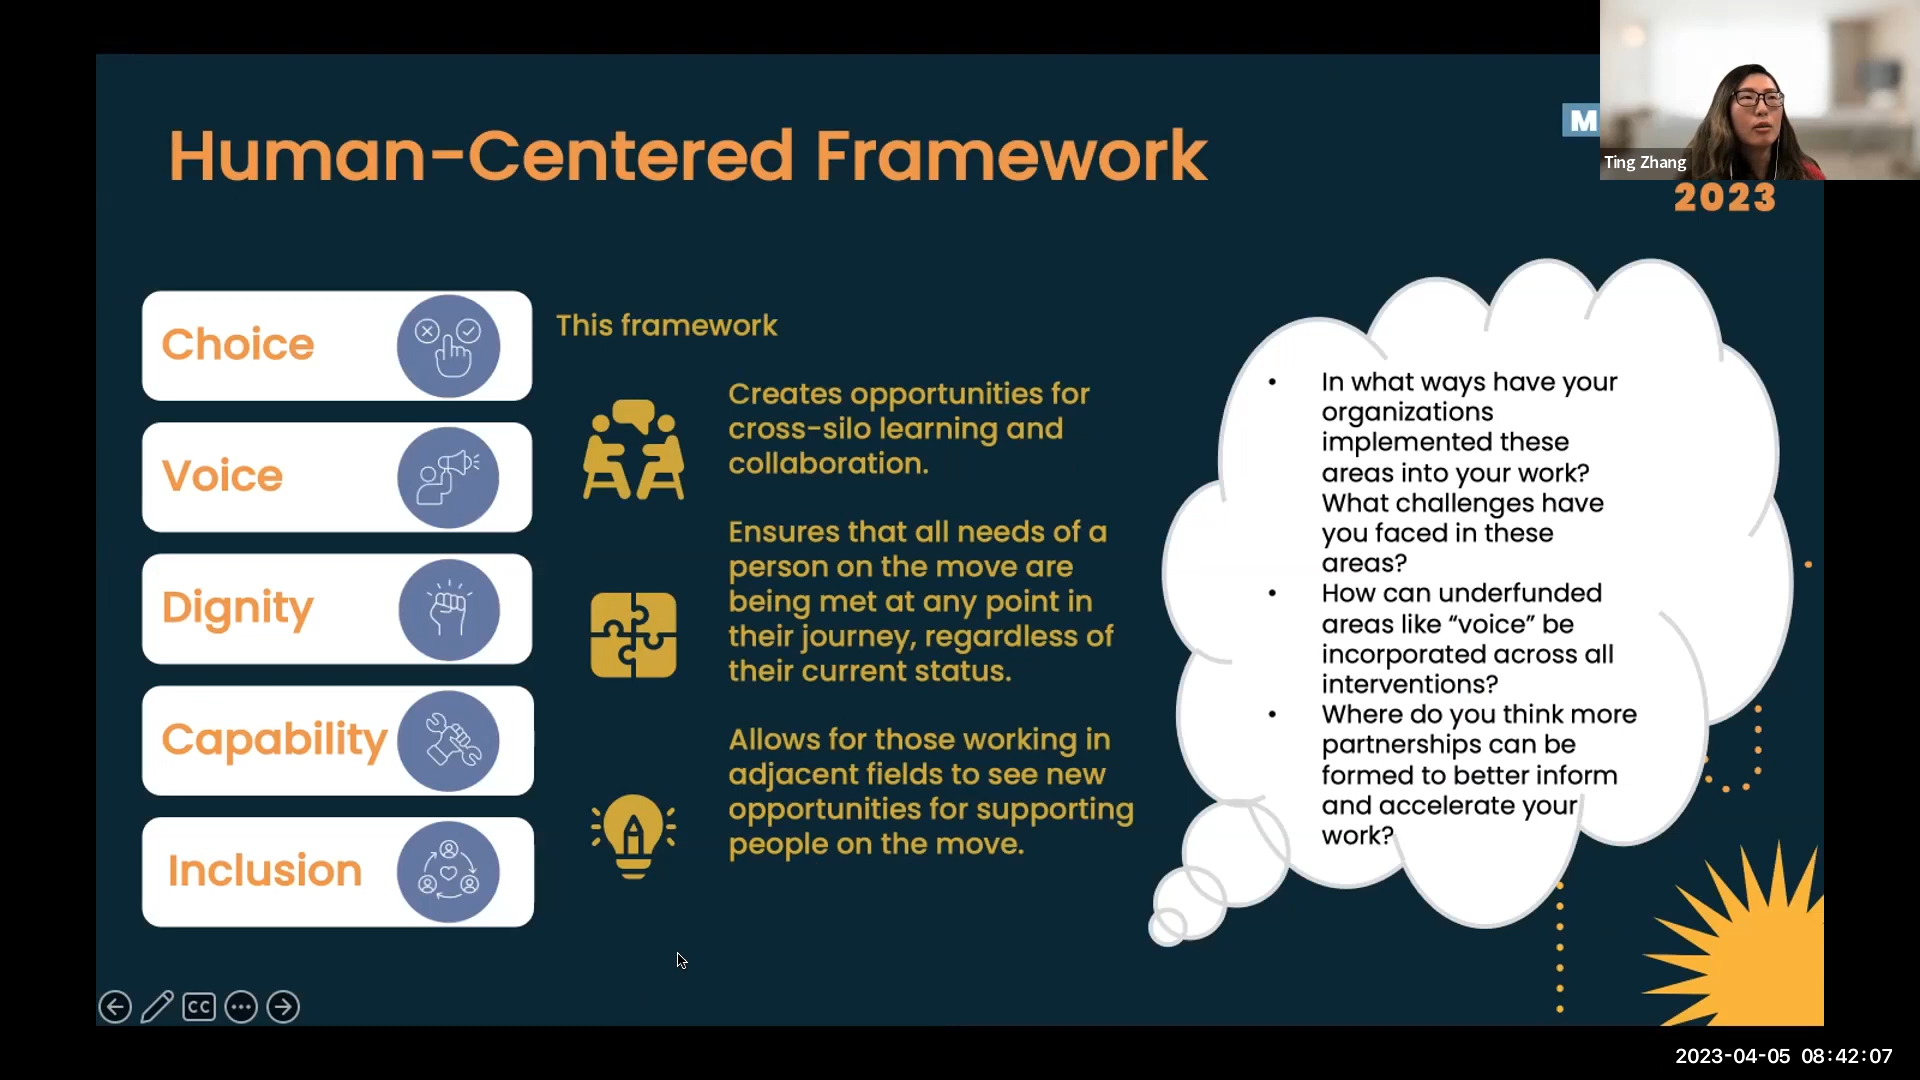 Human-Centered Framework
M
Ting Zhang
2023
Choice
Voice
Dignity
Capability
Inclusion
This framework
Creates opportunities for
cross-silo learning and
collaboration.
Ensures that all needs of a
person on the move are
being met at any point in
their journey, regardless of
their current status.
Allows for those working in
adjacent fields to see new
opportunities for supporting
people on the move.
• In what ways have your
organizations
implemented these
areas into your work?
What challenges have
you faced in these
areas?
• How can underfunded
areas like “voice” be
incorporated across all
interventions?
• Where do you think more
partnerships can be
formed to better inform
and accelerate your
work?
CC
2023-04-05 08:42:07